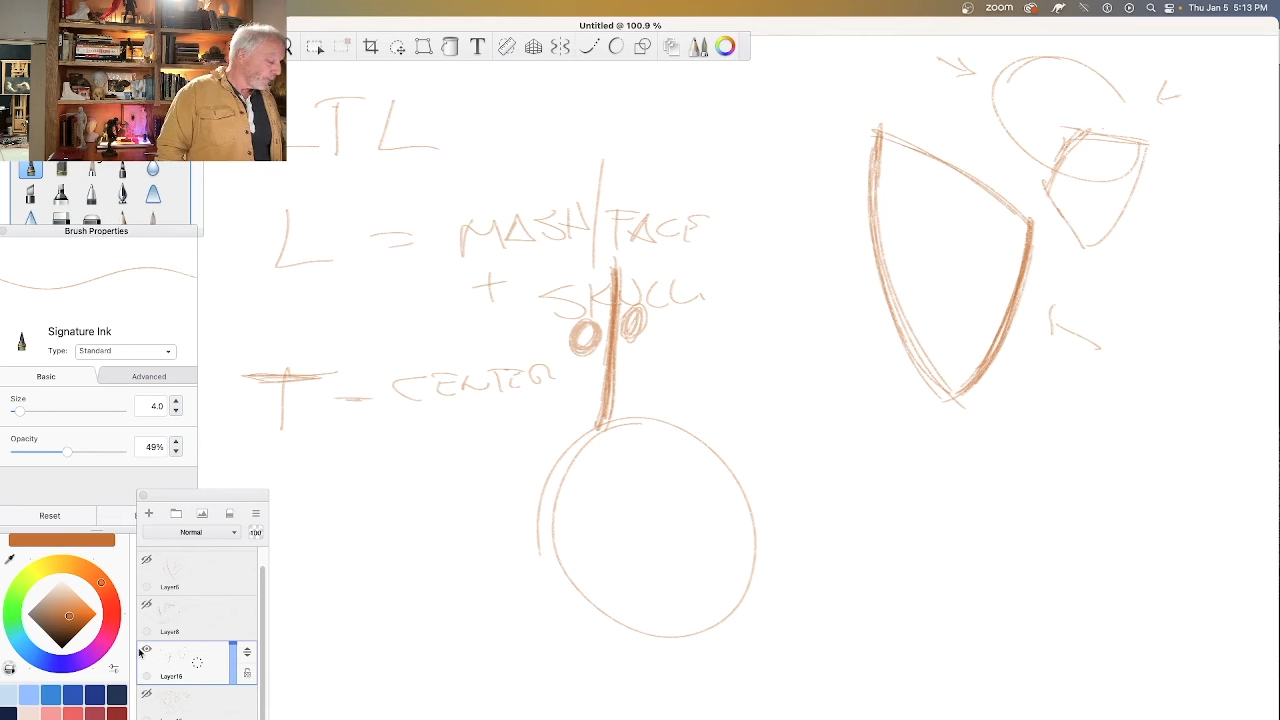 zoom
Thu Jan 5 5:13 PM
Untitled @ 100.9 %
T
LTL
L = MASK/FACE
+ SKULL
T - CENTER
Brush Properties
Signature Ink
Type: Standard
Basic
Advanced
Size
4.0
Opacity
49%
Reset
Normal
Layer6
Layer8
Layer16